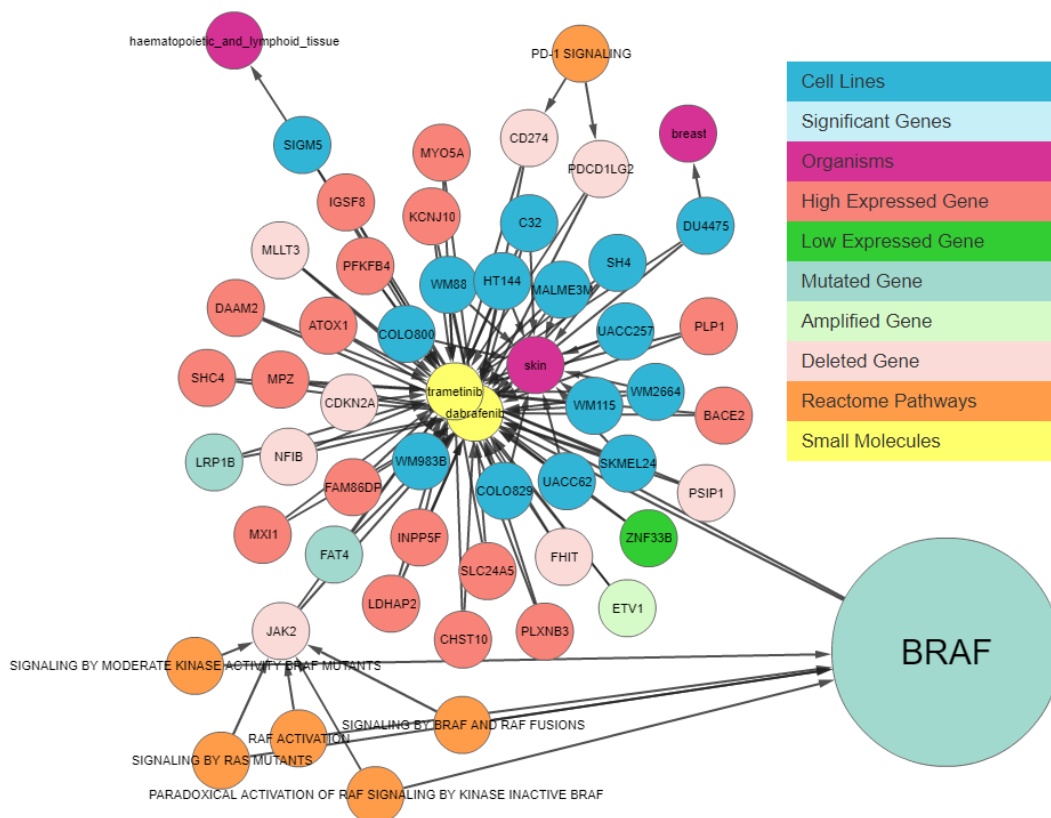 haematopoietic_and_lymphoid_tissue
PD-1 SIGNALING
Cell Lines
Significant Genes
Organisms
High Expressed Gene
Low Expressed Gene
Mutated Gene
Amplified Gene
Deleted Gene
Reactome Pathways
Small Molecules
breast
SIGM5
MYO5A
CD274
PDCD1LG2
IGSF8
KCNJ10
C32
DU4475
MLLT3
PFKFB4
SH4
WM88
HT144
MALME3M
DAAM2
ATOX1
COLO800
UACC257
PLP1
skin
SHC4
MPZ
CDKN2A
trametinib
dabrafenib
WM115
WM2664
BACE2
LRP1B
NFIB
WM983B
SKMEL24
FAM86DP
COLO829
UACC62
PSIP1
MXI1
FAT4
INPP5F
ZNF33B
FHIT
SLC24A5
LDHAP2
ETV1
JAK2
CHST10
PLXNB3
BRAF
SIGNALING BY MODERATE KINASE ACTIVITY BRAF MUTANTS
SIGNALING BY BRAF AND RAF FUSIONS
RAF ACTIVATION
SIGNALING BY RAS MUTANTS
PARADOXICAL ACTIVATION OF RAF SIGNALING BY KINASE INACTIVE BRAF